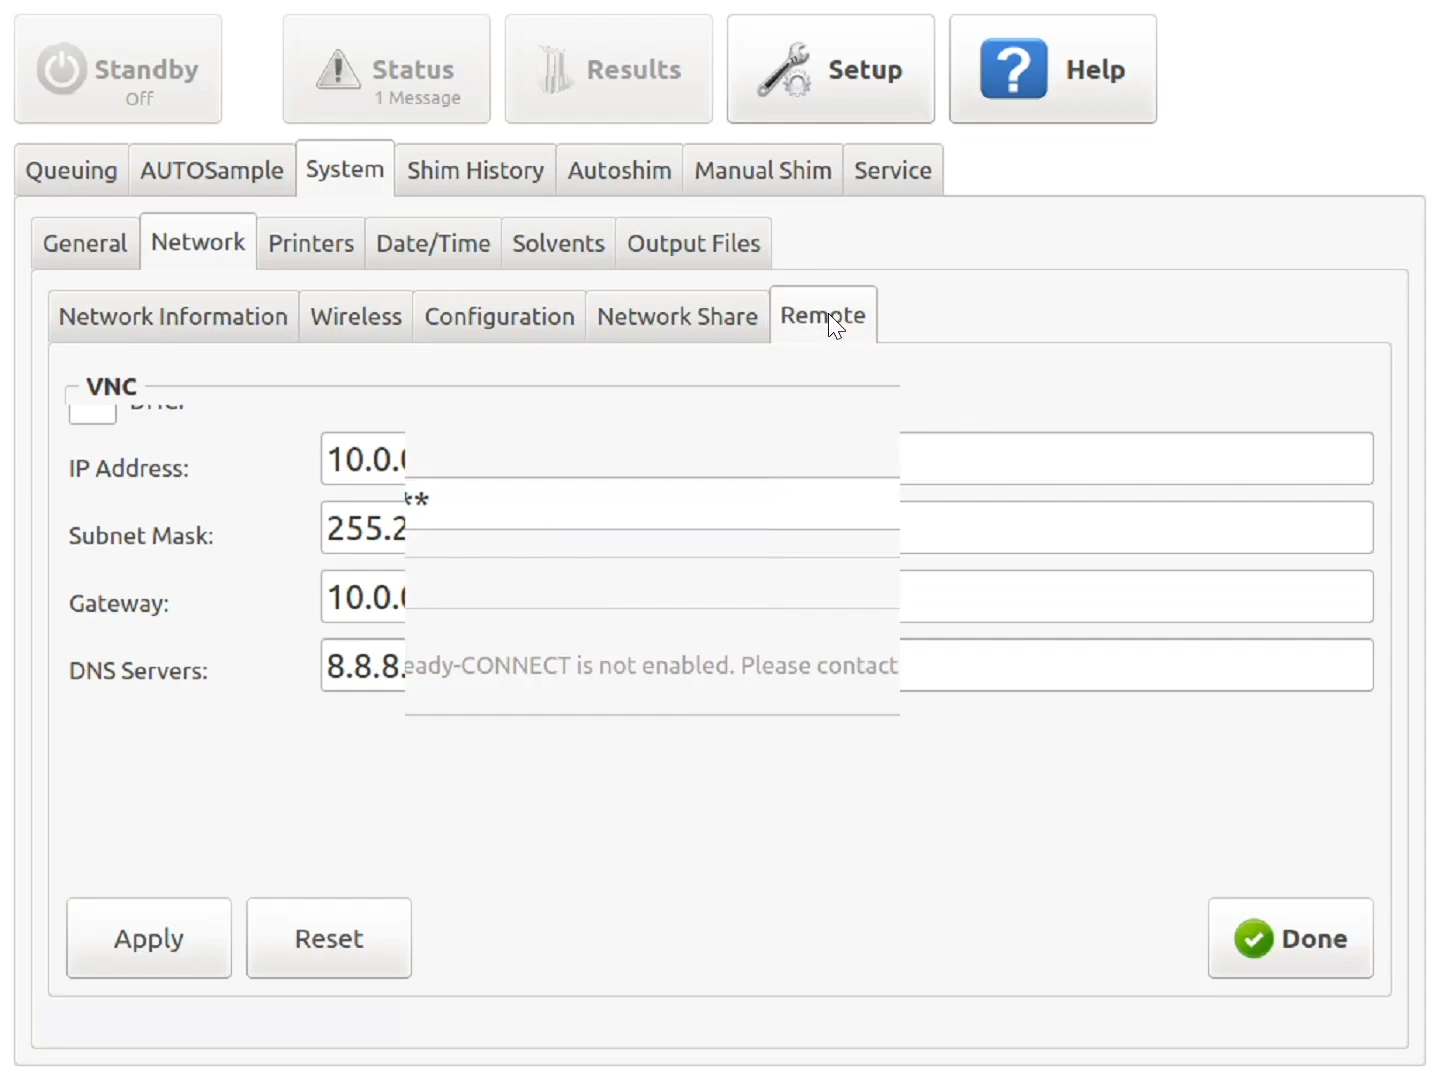 Standby
Off
Status
1 Message
Results
Setup
Help
Queuing AUTOSample System Shim History Autoshim Manual Shim Service
General Network Printers Date/Time Solvents Output Files
Network Information Wireless Configuration Network Share Remote
VNC
IP Address: 10.0.
**
Subnet Mask: 255.2
Gateway: 10.0.
DNS Servers: 8.8.8. eady-CONNECT is not enabled. Please contact
Apply Reset Done